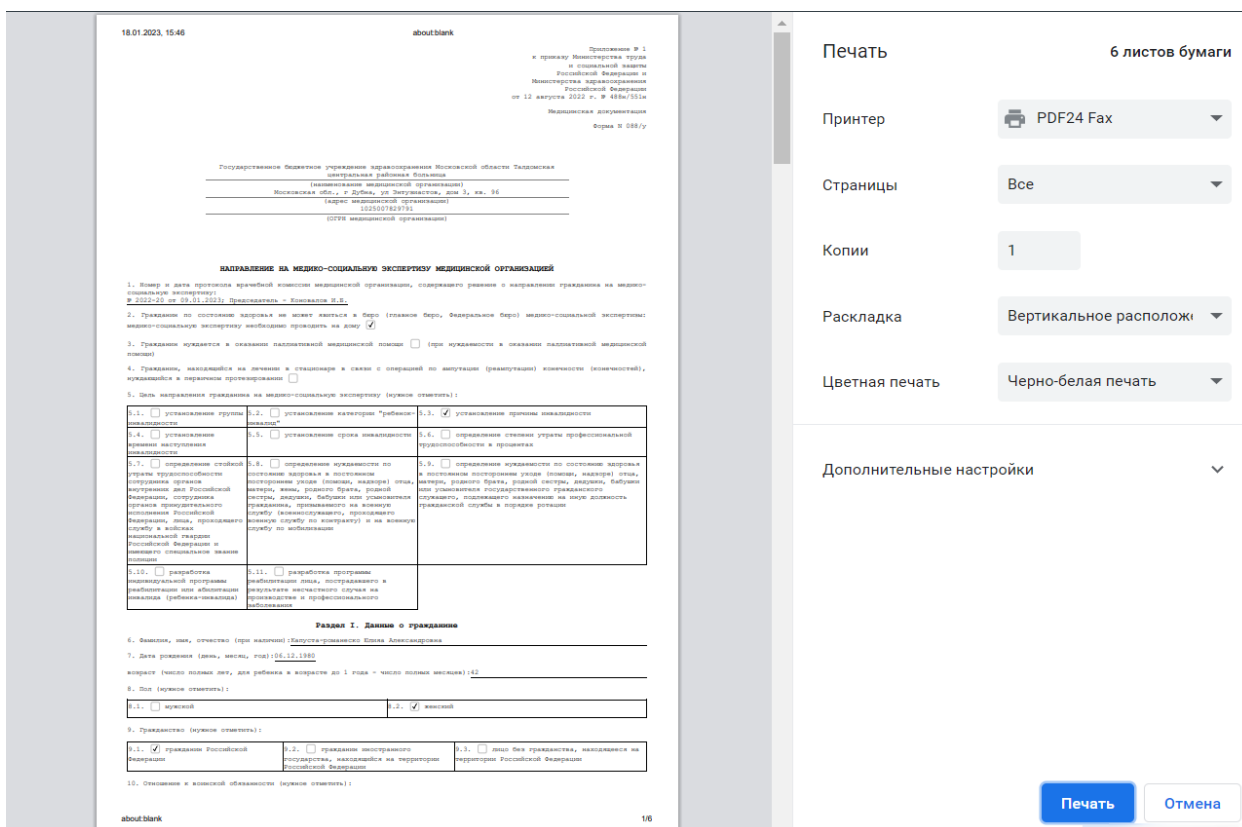 18.01.2023, 15:46
about:blank
Приложение № 1
к приказу Министерства труда
и социальной защиты
Российской Федерации и
Министерства здравоохранения
Российской Федерации
от 12 августа 2022 г. № 488н/551н
Медицинская документация
Форма N 088/у
Государственное бюджетное учреждение здравоохранения Московской области Талдомская
центральная районная больница
(наименование медицинской организации)
Московская обл., г Дубна, ул Энтузиастов, дом 3, кв. 96
(адрес медицинской организации)
1025007829791
(ОГРН медицинской организации)
НАПРАВЛЕНИЕ НА МЕДИКО-СОЦИАЛЬНУЮ ЭКСПЕРТИЗУ МЕДИЦИНСКОЙ ОРГАНИЗАЦИЕЙ
1. Номер и дата протокола врачебной комиссии медицинской организации, содержащего решение о направлении гражданина на медико-
социальную экспертизу:
№ 2022-20 от 09.01.2023; Председатель - Коновалов Н.В.
2. Гражданин по состоянию здоровья не может явиться в бюро (главное бюро, Федеральное бюро) медико-социальной экспертизы:
медико-социальную экспертизу необходимо проводить на дому ✓
3. Гражданин нуждается в оказании паллиативной медицинской помощи (при нуждаемости в оказании паллиативной медицинской
помощи)
4. Гражданин, находящийся на лечении в стационаре в связи с операцией по ампутации (реампутации) конечности (конечностей),
нуждающийся в первичном протезировании
5. Цель направления гражданина на медико-социальную экспертизу (нужное отметить):
5.1. установление группы
инвалидности
5.2. установление категории "ребенок-
инвалид"
5.3. ✓ установление причины инвалидности
5.4. установление
времени наступления
инвалидности
5.5. установление срока инвалидности
5.6. определение степени утраты профессиональной
трудоспособности в процентах
5.7. определение стойкой
утраты трудоспособности
сотрудника органов
внутренних дел Российской
Федерации, сотрудника
органов принудительного
исполнения Российской
Федерации, лица, проходящего
службу в войсках
национальной гвардии
Российской Федерации и
имеющего специальное звание
полиции
5.8. определение нуждаемости по
состоянию здоровья в постоянном
постороннем уходе (помощи, надзоре) отца,
матери, жены, родного брата, родной
сестры, дедушки, бабушки или усыновителя
гражданина, призываемого на военную
службу (военнослужащего, проходящего
военную службу по контракту) и на военную
службу по мобилизации
5.9. определение нуждаемости по состоянию здоровья
в постоянном постороннем уходе (помощи, надзоре) отца,
матери, родного брата, родной сестры, дедушки, бабушки
или усыновителя государственного гражданского
служащего, подлежащего назначению на иную должность
гражданской службы в порядке ротации
5.10. разработка
индивидуальной программы
реабилитации или абилитации
инвалида (ребенка-инвалида)
5.11. разработка программы
реабилитации лица, пострадавшего в
результате несчастного случая на
производстве и профессионального
заболевания
Раздел I. Данные о гражданине
6. Фамилия, имя, отчество (при наличии): Капуста-романеско Юлия Александровна
7. Дата рождения (день, месяц, год): 06.12.1980
возраст (число полных лет, для ребенка в возрасте до 1 года - число полных месяцев): 42
8. Пол (нужное отметить):
8.1. мужской
8.2. ✓ женский
9. Гражданство (нужное отметить):
9.1. ✓ гражданин Российской
Федерации
9.2. гражданин иностранного
государства, находящийся на территории
Российской Федерации
9.3. лицо без гражданства, находящееся на
территории Российской Федерации
10. Отношение к воинской обязанности (нужное отметить):
about:blank
1/6
Печать
6 листов бумаги
Принтер
PDF24 Fax
Страницы
Все
Копии
1
Раскладка
Вертикальное располож
Цветная печать
Черно-белая печать
Дополнительные настройки
Печать
Отмена